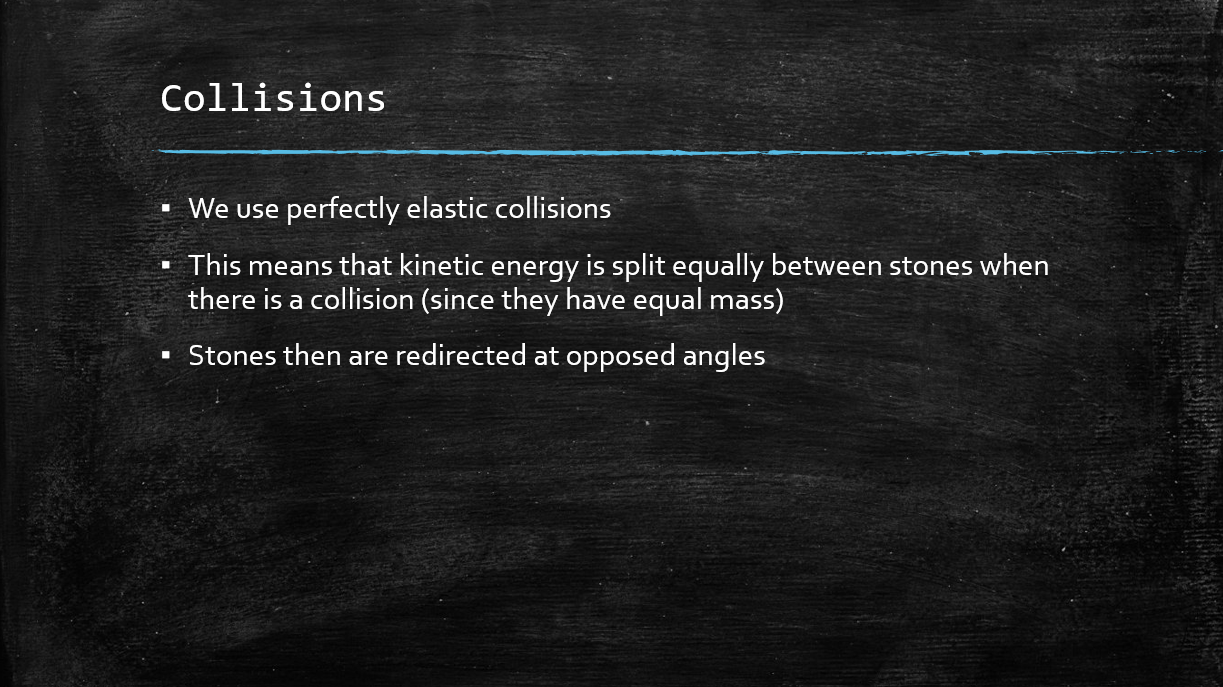 Collisions
▪ We use perfectly elastic collisions
▪ This means that kinetic energy is split equally between stones when
there is a collision (since they have equal mass)
▪ Stones then are redirected at opposed angles